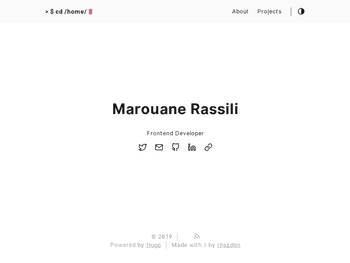 > $ cd /home/
About
Projects
Marouane Rassili
Frontend Developer
© 2019
Powered by Hugo
Made with ♥ by rhazdon